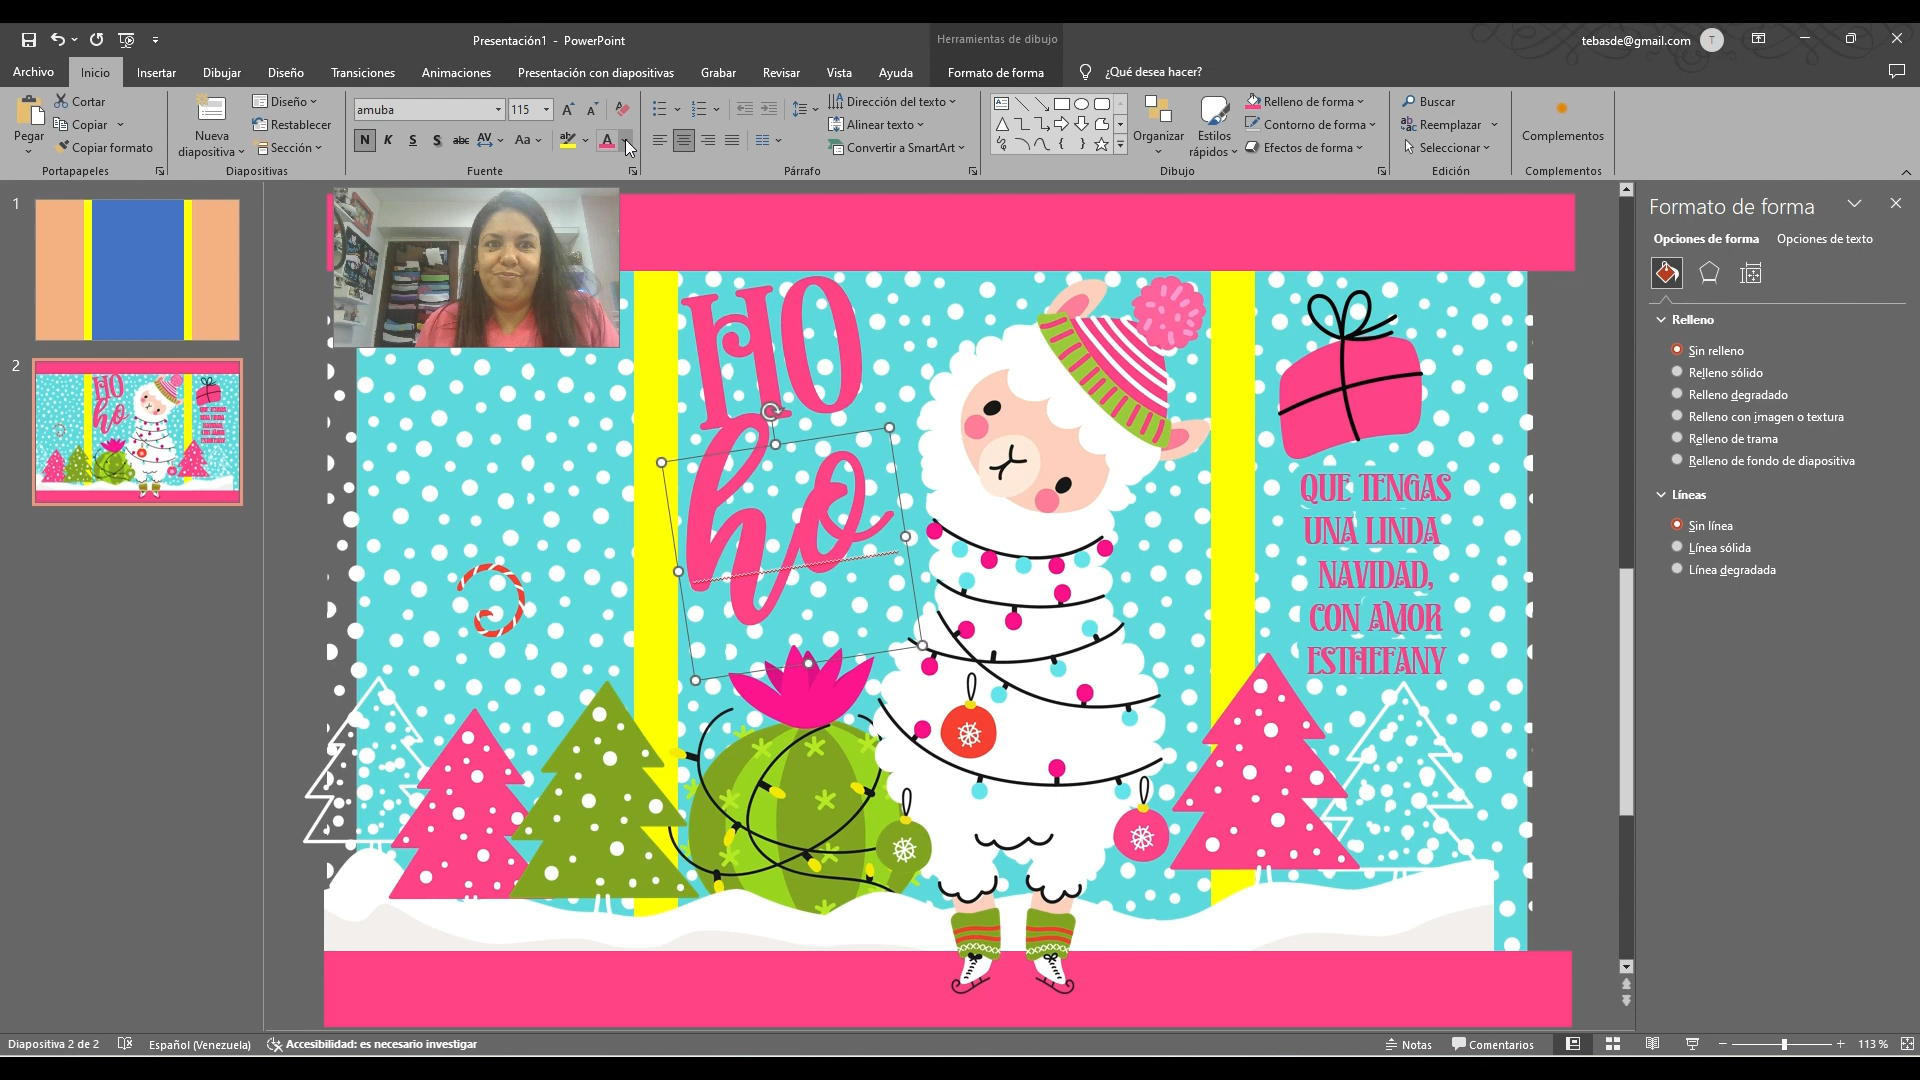 Presentación1 - PowerPoint
Herramientas de dibujo
tebasde@gmail.com
T
Archivo
Inicio
Insertar
Dibujar
Diseño
Transiciones
Animaciones
Presentación con diapositivas
Grabar
Revisar
Vista
Ayuda
Formato de forma
¿Qué desea hacer?
Pegar
Cortar
Copiar
Copiar formato
Portapapeles
Nueva
diapositiva
Diseño
Restablecer
Sección
Diapositivas
amuba
115
N K S S abc AV Aa
Fuente
Dirección del texto
Alinear texto
Convertir a SmartArt
Párrafo
Organizar
Estilos
rápidos
Relleno de forma
Contorno de forma
Efectos de forma
Dibujo
Buscar
Reemplazar
Seleccionar
Edición
Complementos
Complementos
1
2
HO
ho
QUE TENGAS
UNA LINDA
NAVIDAD,
CON AMOR
ESTHEFANY
Formato de forma
Opciones de forma
Opciones de texto
Relleno
Sin relleno
Relleno sólido
Relleno degradado
Relleno con imagen o textura
Relleno de trama
Relleno de fondo de diapositiva
Líneas
Sin línea
Línea sólida
Línea degradada
Diapositiva 2 de 2
Español (Venezuela)
Accesibilidad: es necesario investigar
Notas
Comentarios
113 %